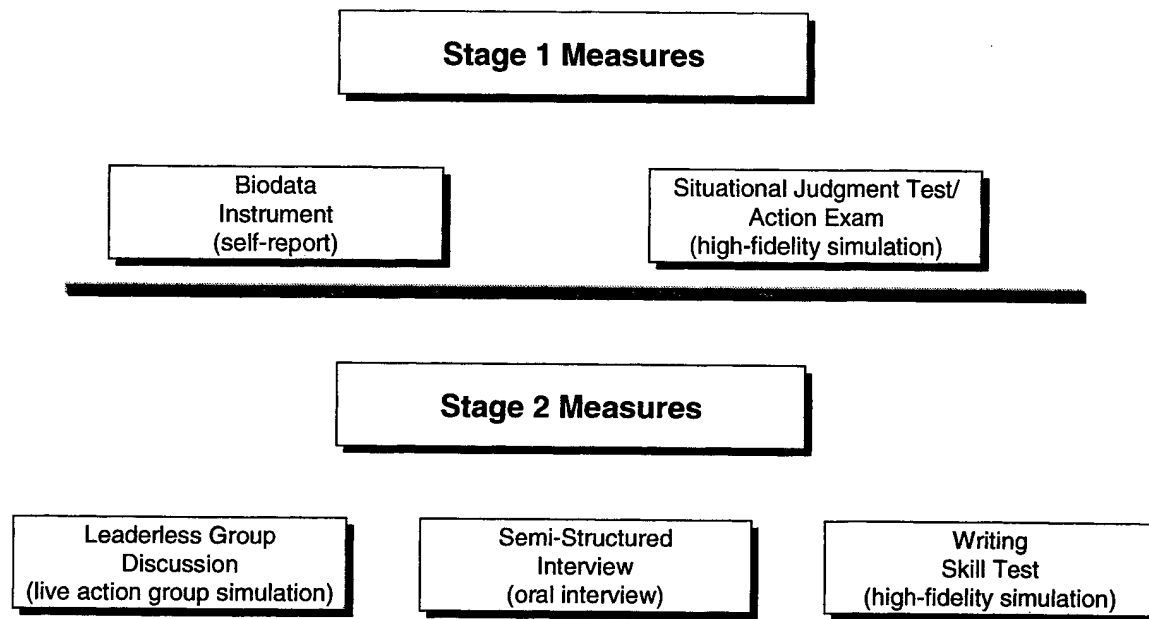 Stage 1 Measures
Biodata
Instrument
(self-report)
Situational Judgment Test/
Action Exam
(high-fidelity simulation)
Stage 2 Measures
Leaderless Group
Discussion
(live action group simulation)
Semi-Structured
Interview
(oral interview)
Writing
Skill Test
(high-fidelity simulation)